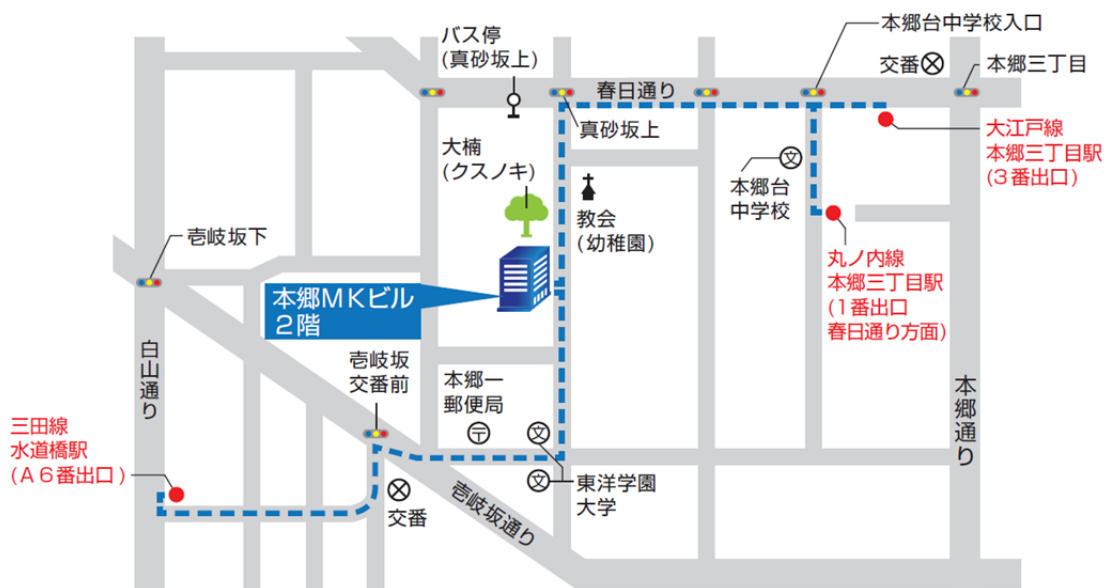 本郷台中学校入口
バス停
(真砂坂上)
交番
本郷三丁目
春日通り
真砂坂上
大江戸線
本郷三丁目駅
(３番出口)
大楠
(クスノキ)
文
本郷台
中学校
教会
(幼稚園)
壱岐坂下
丸ノ内線
本郷三丁目駅
(１番出口
春日通り方面)
本郷ＭＫビル
２階
白山通り
壱岐坂
交番前
本郷一
郵便局
〒
文
本郷通り
三田線
水道橋駅
(Ａ６番出口)
文
東洋学園
大学
交番
壱岐坂通り